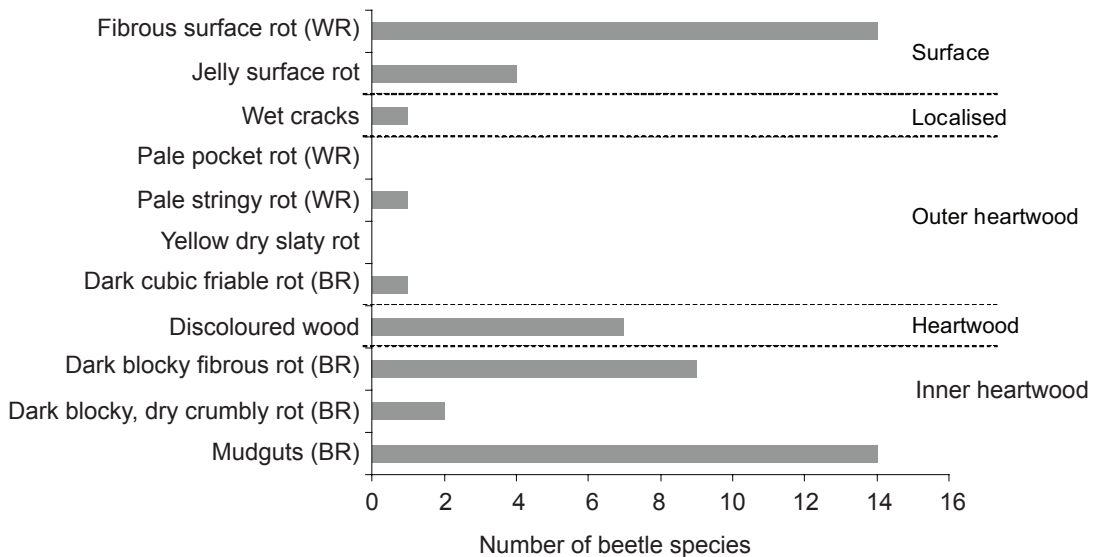 Fibrous surface rot (WR)
Jelly surface rot
Surface
Wet cracks
Localised
Pale pocket rot (WR)
Pale stringy rot (WR)
Outer heartwood
Yellow dry slaty rot
Dark cubic friable rot (BR)
Discoloured wood
Heartwood
Dark blocky fibrous rot (BR)
Inner heartwood
Dark blocky, dry crumbly rot (BR)
Mudguts (BR)
0 2 4 6 8 10 12 14 16
Number of beetle species